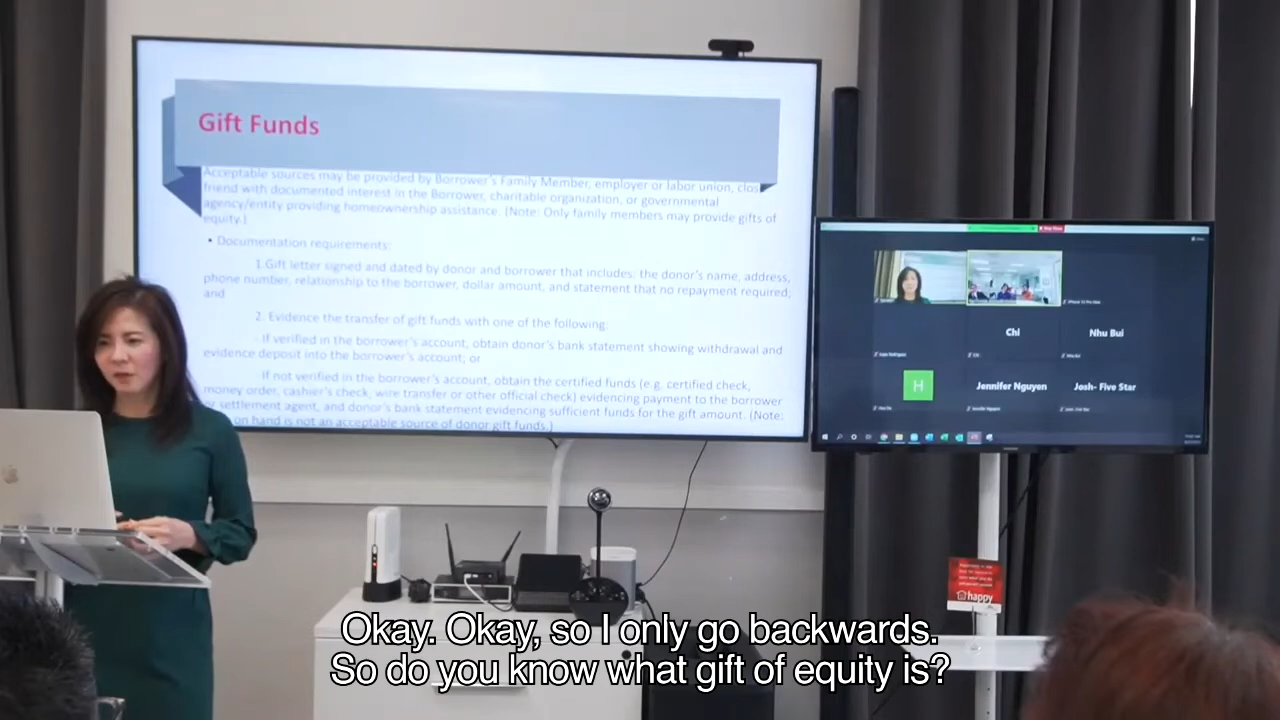 Gift Funds
Acceptable sources may be provided by Borrower's Family Member, employer or labor union, clos
friend with documented interest in the Borrower, charitable organization, or governmental
agency/entity providing homeownership assistance. (Note: Only family members may provide gifts of
equity.)
• Documentation requirements:
1.Gift letter signed and dated by donor and borrower that includes: the donor's name, address,
phone number, relationship to the borrower, dollar amount, and statement that no repayment required;
and
2. Evidence the transfer of gift funds with one of the following:
- If verified in the borrower's account, obtain donor's bank statement showing withdrawal and
evidence deposit into the borrower's account; or
If not verified in the borrower's account, obtain the certified funds (e.g. certified check,
money order, cashier's check, wire transfer or other official check) evidencing payment to the borrower
or settlement agent, and donor's bank statement evidencing sufficient funds for the gift amount. (Note:
on hand is not an acceptable source of donor gift funds.)
Chi
Nhu Bui
H
Jennifer Nguyen
Josh- Five Star
happy
Okay. Okay, so I only go backwards.
So do you know what gift of equity is?